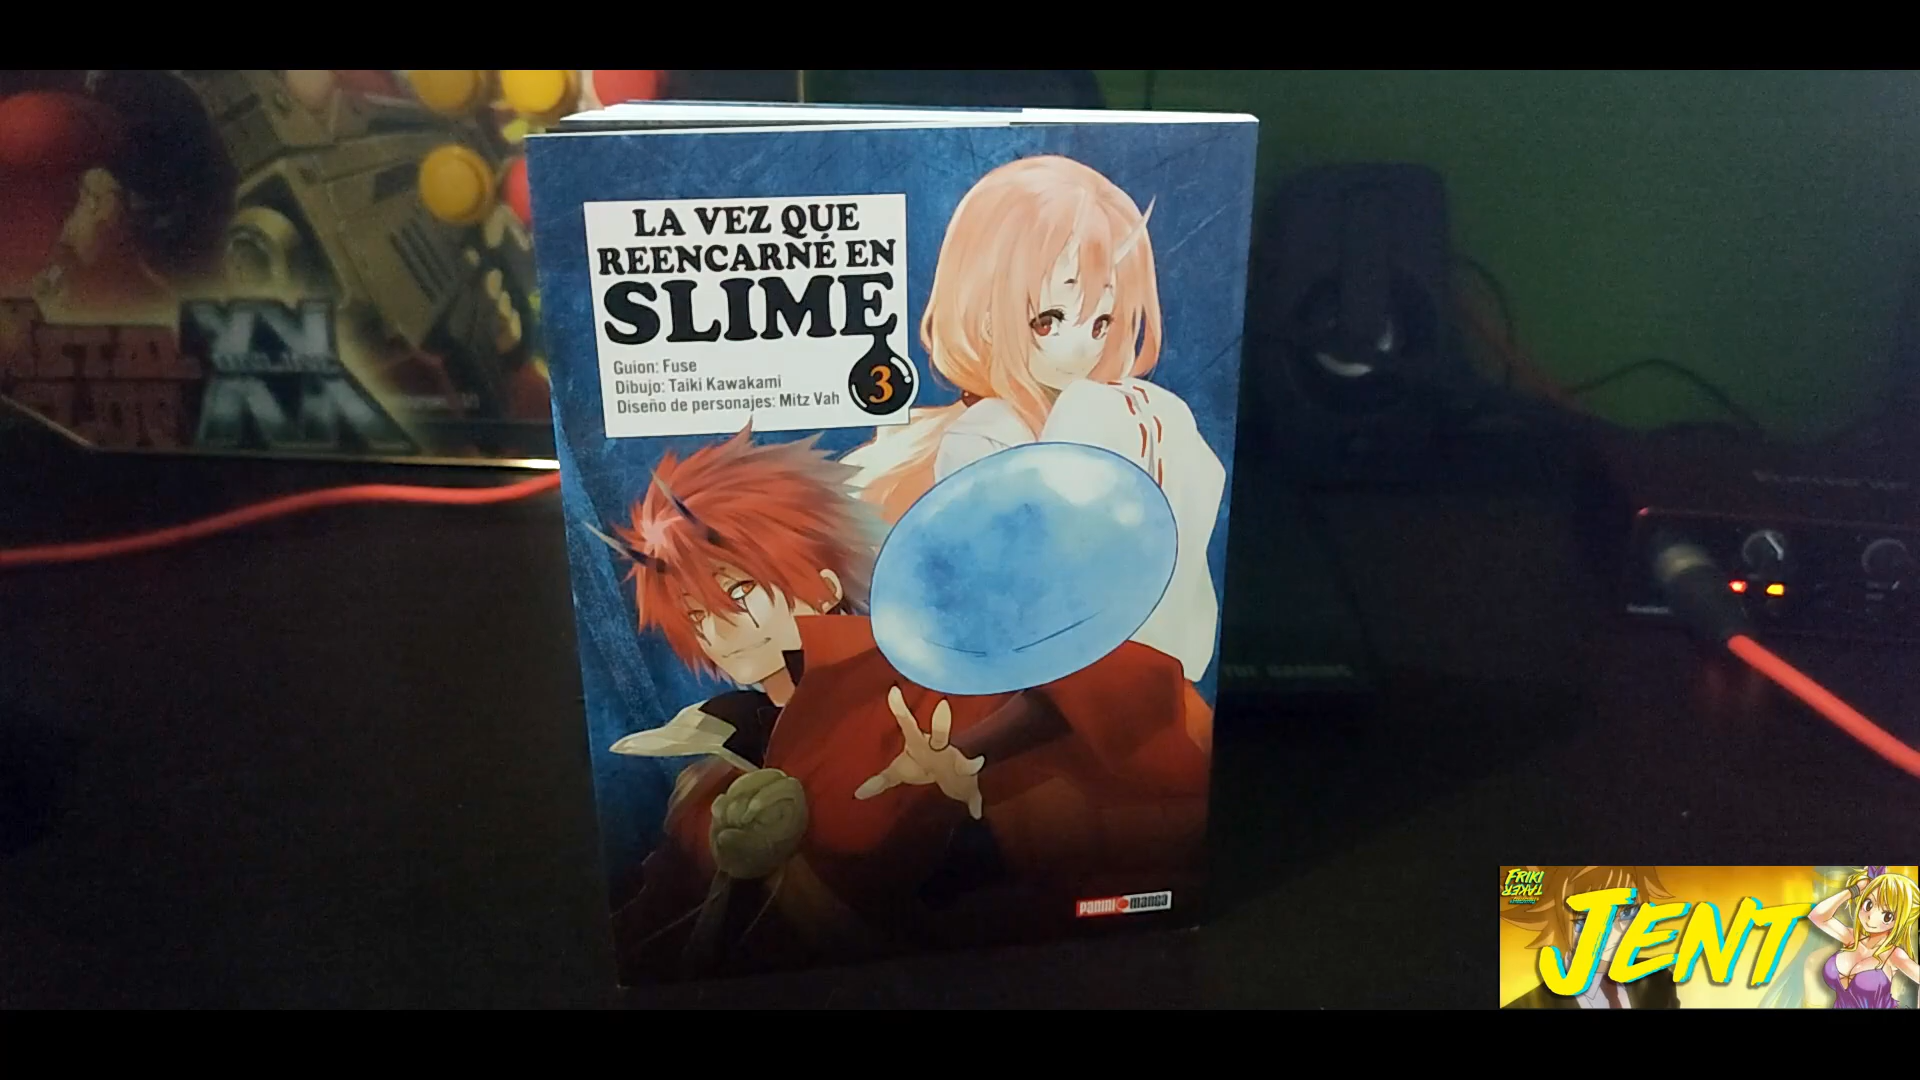 LA VEZ QUE
REENCARNÉ EN
SLIME
3
Guion: Fuse
Dibujo: Taiki Kawakami
Diseño de personajes: Mitz Vah
panini manga
FRIKI
TAKER
JENT